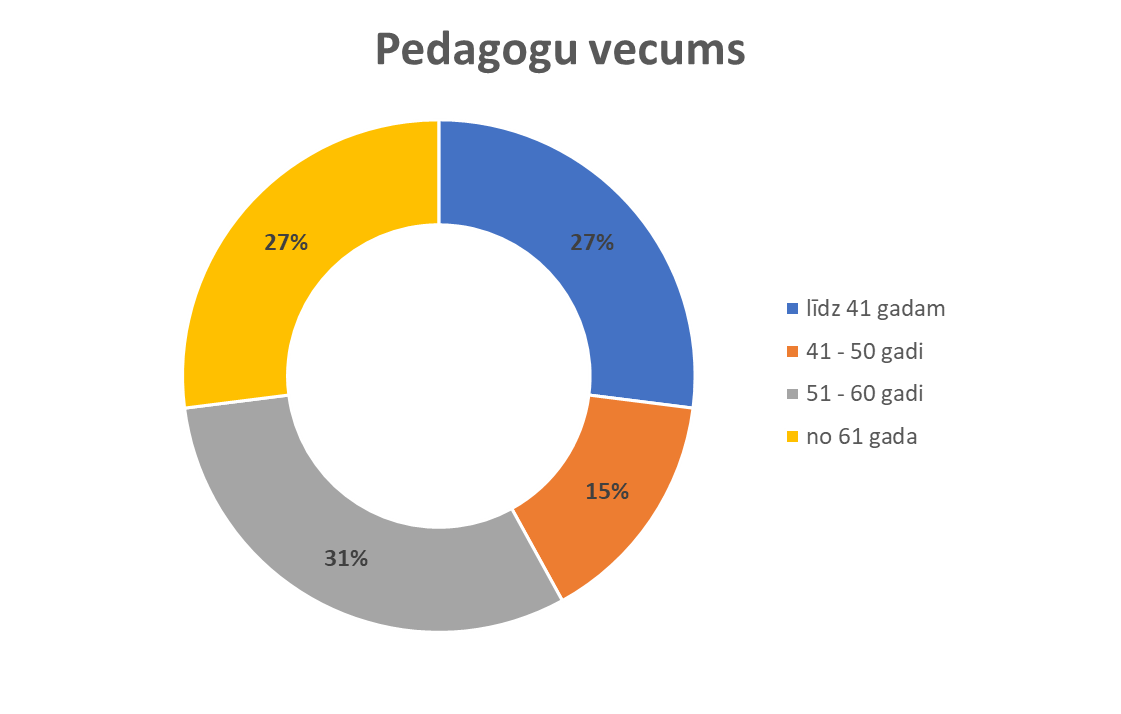 Pedagogu vecums
27%
27%
15%
31%
līdz 41 gadam
41 - 50 gadi
51 - 60 gadi
no 61 gada